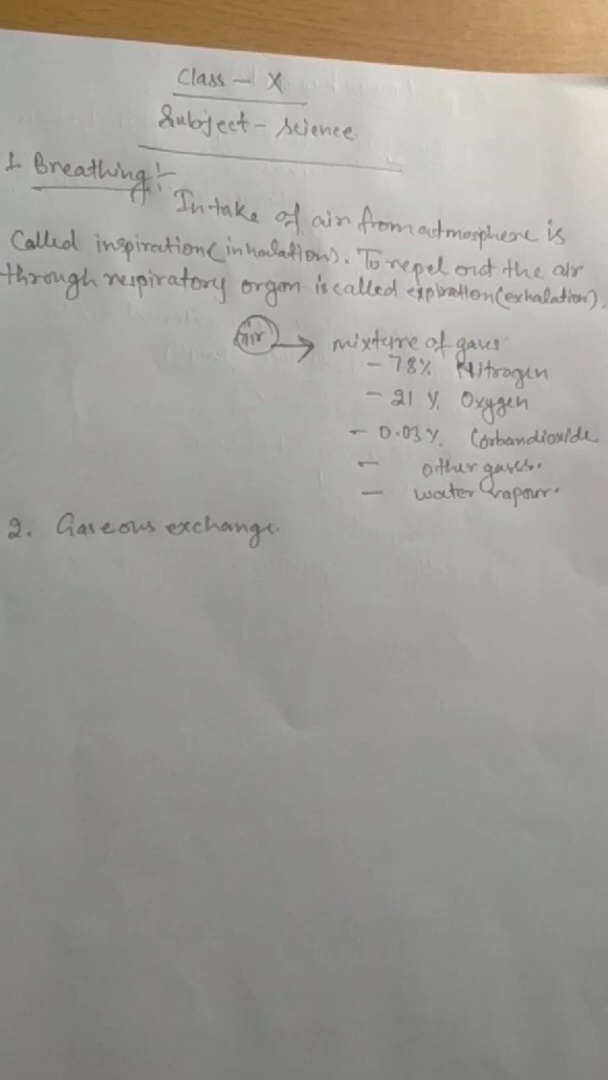 Class - X
Subject - Science
1. Breathing :-
Intake of air from atmosphere is
Called inspiration (inhalation). To repel out the air
through respiratory organ is called expiration (exhalation).
air → mixture of gases
- 78% Nitrogen
- 21 % Oxygen
- 0.03 % Corbandioxide
- other gases.
- water vapour.
2. Gaseous exchange.